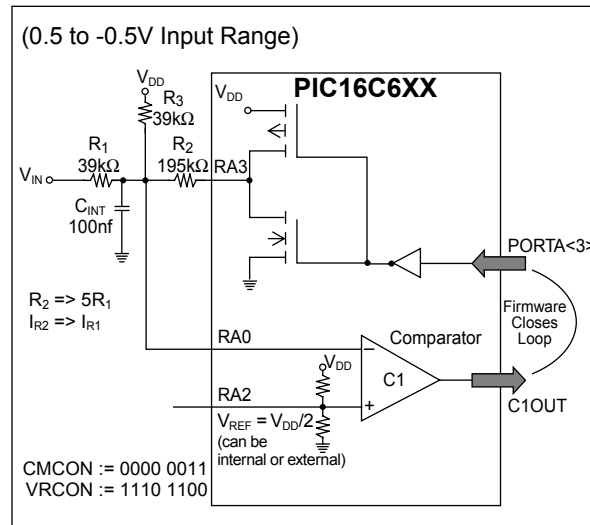 (0.5 to -0.5V Input Range)
PIC16C6XX
VDD
R3
39kΩ
VDD
R1
39kΩ
R2
195kΩ
RA3
VIN
CINT
100nf
PORTA<3>
R2 => 5R1
IR2 => IR1
Firmware
Closes
Loop
RA0
Comparator
VDD
C1
RA2
C1OUT
VREF = VDD/2
(can be
internal or external)
CMCON := 0000 0011
VRCON := 1110 1100
−
+